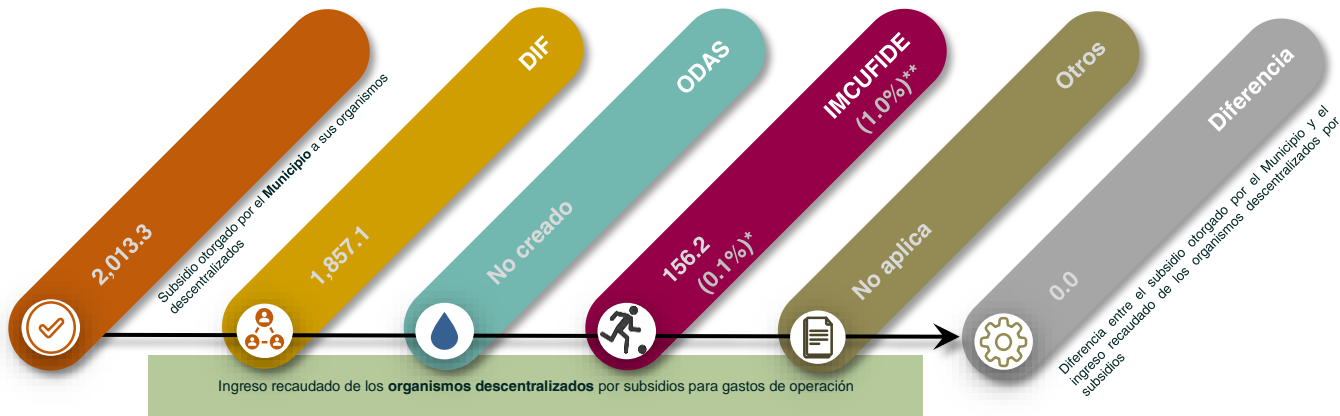 2,013.3
Subsidio otorgado por el Municipio a sus organismos
descentralizados
DIF
1,857.1
ODAS
No creado
IMCUFIDE
(1.0%)**
156.2
(0.1%)*
Otros
No aplica
Diferencia
0.0
Diferencia entre el subsidio otorgado por el Municipio y el
ingreso recaudado de los organismos descentralizados por
subsidios
Ingreso recaudado de los organismos descentralizados por subsidios para gastos de operación